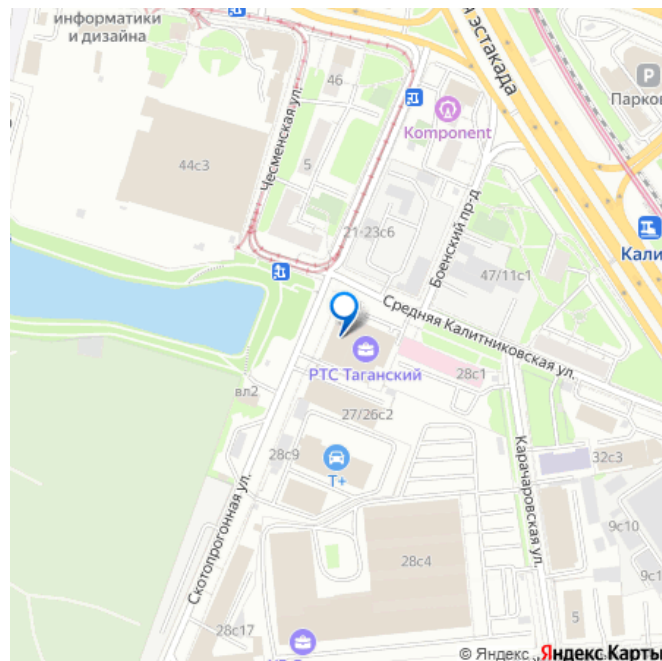 информатики
и дизайна
я эстакада
Р
Парков
46
Komponent
Чесменская ул.
5
44с3
21-23с6
Боенский пр-д
47/11с1
Кали
Средняя Калитниковская ул.
РТС Таганский
28с1
вл2
27/26с2
28с9
Т+
Скотопрогонная ул.
Карачаровская ул.
32с3
9с10
28с4
9с1
5
28с17
© Яндекс
Яндекс Карты